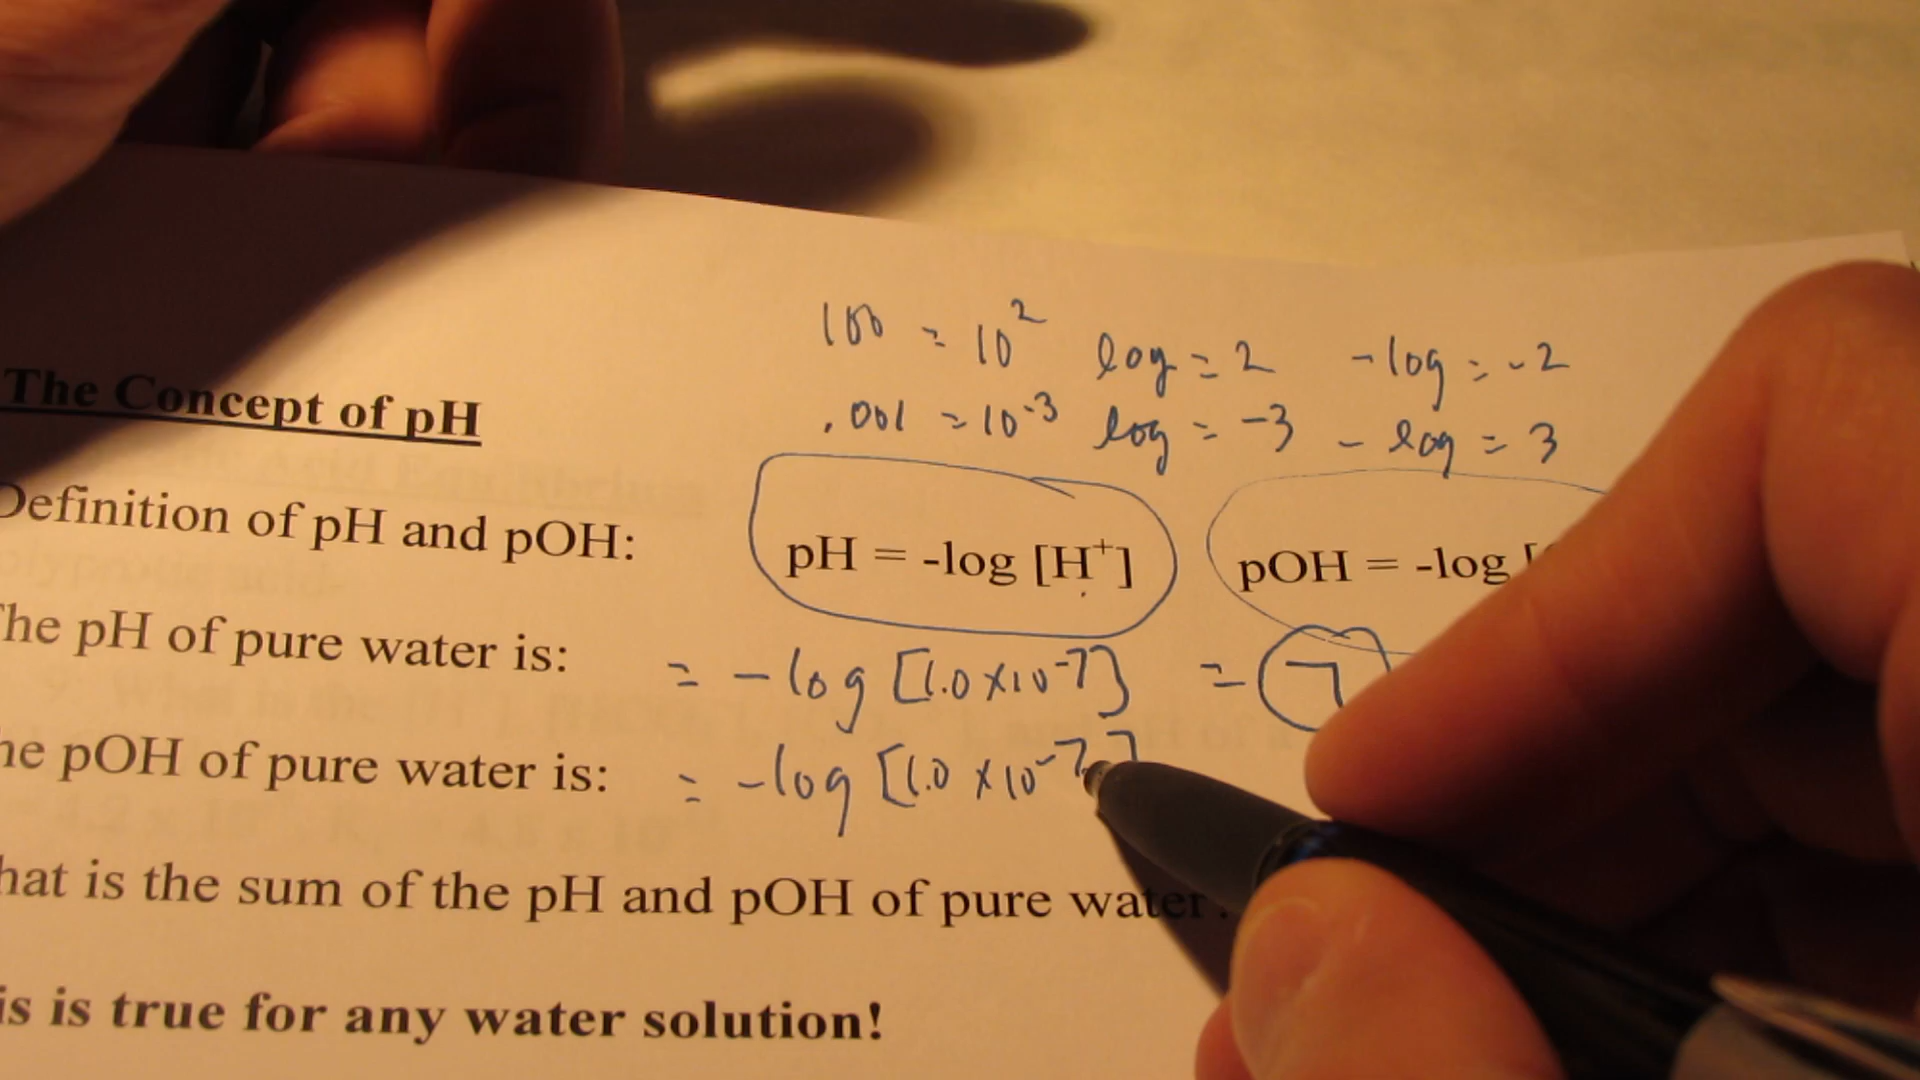 100 = 10² log = 2 -log = -2
.001 = 10⁻³ log = -3 - log = 3
The Concept of pH
Definition of pH and pOH: pH = -log [H⁺] pOH = -log [
The pH of pure water is: = -log [1.0 x 10⁻⁷] = 7
he pOH of pure water is: = -log [1.0 x 10⁻⁷]
hat is the sum of the pH and pOH of pure water
is is true for any water solution!